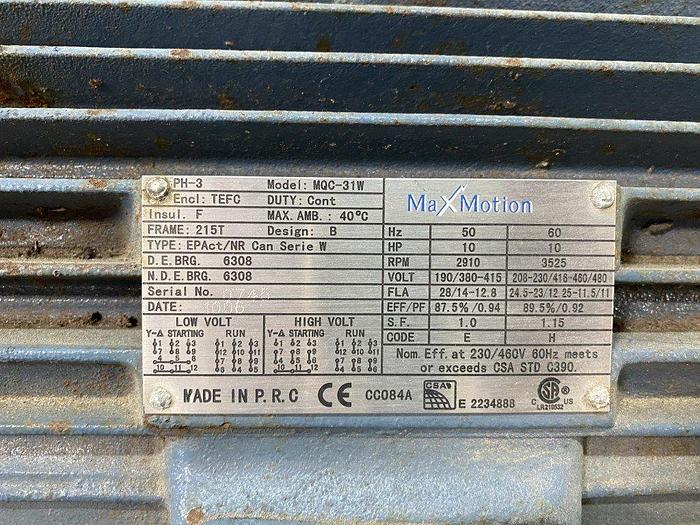 PH-3 Model: MQC-31W
Encl: TEFC DUTY: Cont
Insul. F MAX. AMB. : 40°C
FRAME: 215T Design: B
TYPE: EPAct/NR Can Serie W
D.E.BRG. 6308
N.D.E.BRG. 6308
Serial No.
DATE:
MaxMotion
Hz 50 60
HP 10 10
RPM 2910 3525
VOLT 190/380-415 208-230/416-460/480
FLA 28/14-12.8 24.5-23/12.25-11.5/11
EFF/PF 87.5%/0.94 89.5%/0.92
S.F. 1.0 1.15
CODE E H
Nom. Eff. at 230/460V 60Hz meets
or exceeds CSA STD C390.
LOW VOLT HIGH VOLT
Y-△ STARTING RUN Y-△ STARTING RUN
MADE IN P.R.C CE CC084A CSA E 2234888 C US
LR210532